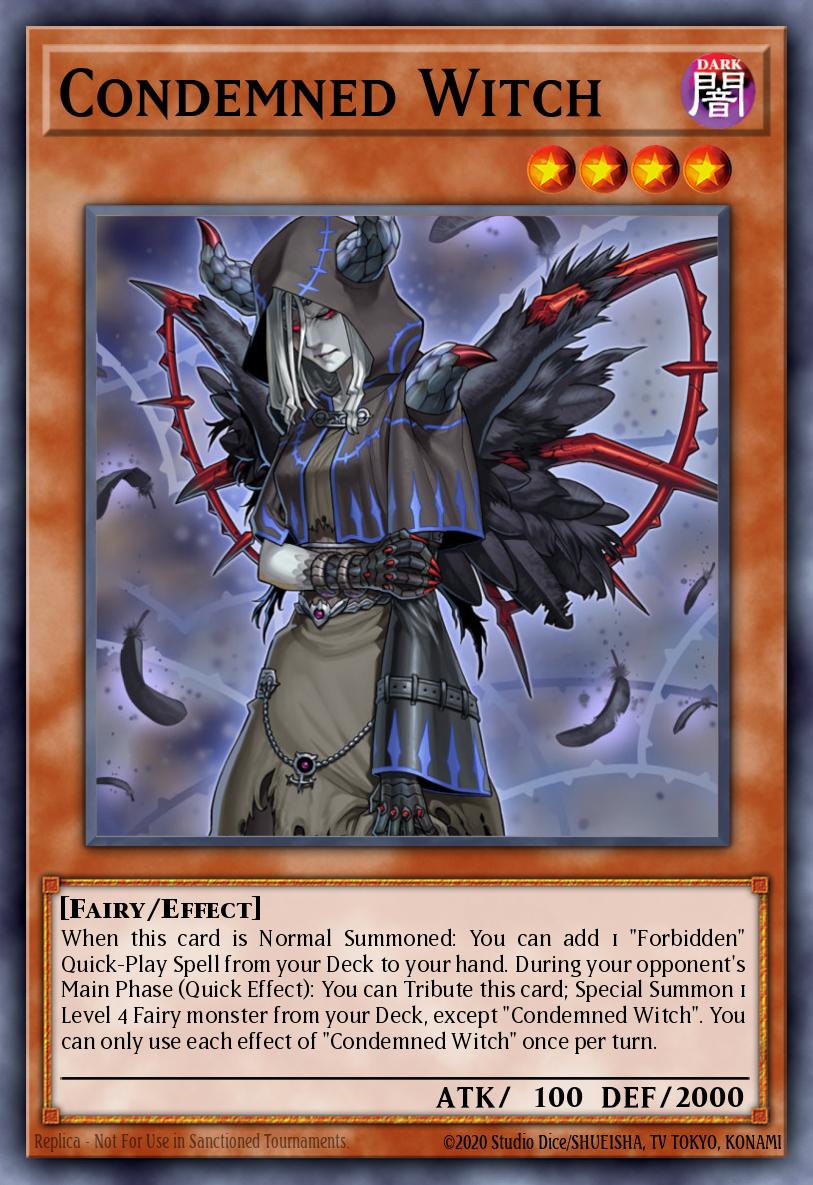 Condemned Witch
DARK
闇
[Fairy/Effect]
When this card is Normal Summoned: You can add 1 "Forbidden"
Quick-Play Spell from your Deck to your hand. During your opponent's
Main Phase (Quick Effect): You can Tribute this card; Special Summon 1
Level 4 Fairy monster from your Deck, except "Condemned Witch". You
can only use each effect of "Condemned Witch" once per turn.
ATK/ 100 DEF/2000
Replica - Not For Use in Sanctioned Tournaments.
©2020 Studio Dice/SHUEISHA, TV TOKYO, KONAMI